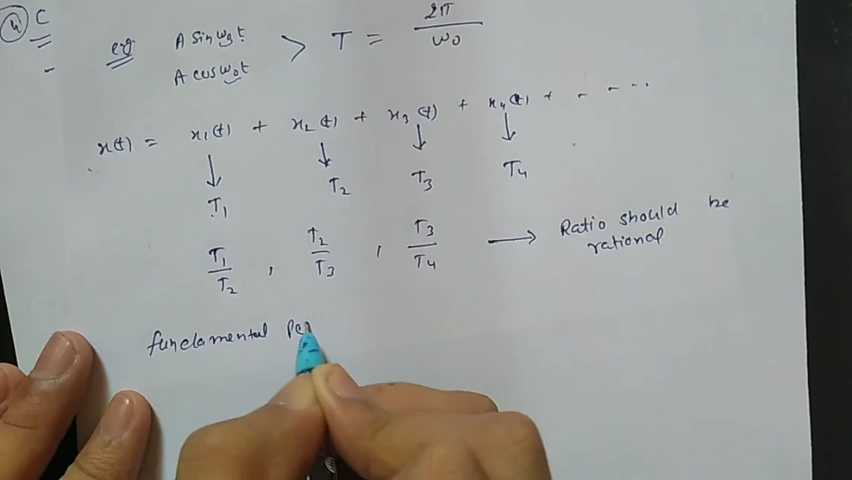 4) C
eg: A sin ω₀t > T = 2π/ω₀
A cos ω₀t
x(t) = x₁(t) + x₂(t) + x₃(t) + x₄(t) + - - - - -
↓ ↓ ↓ ↓
T₁ T₂ T₃ T₄
T₁/T₂ , T₂/T₃ , T₃/T₄ → Ratio should be
rational
fundamental Pe